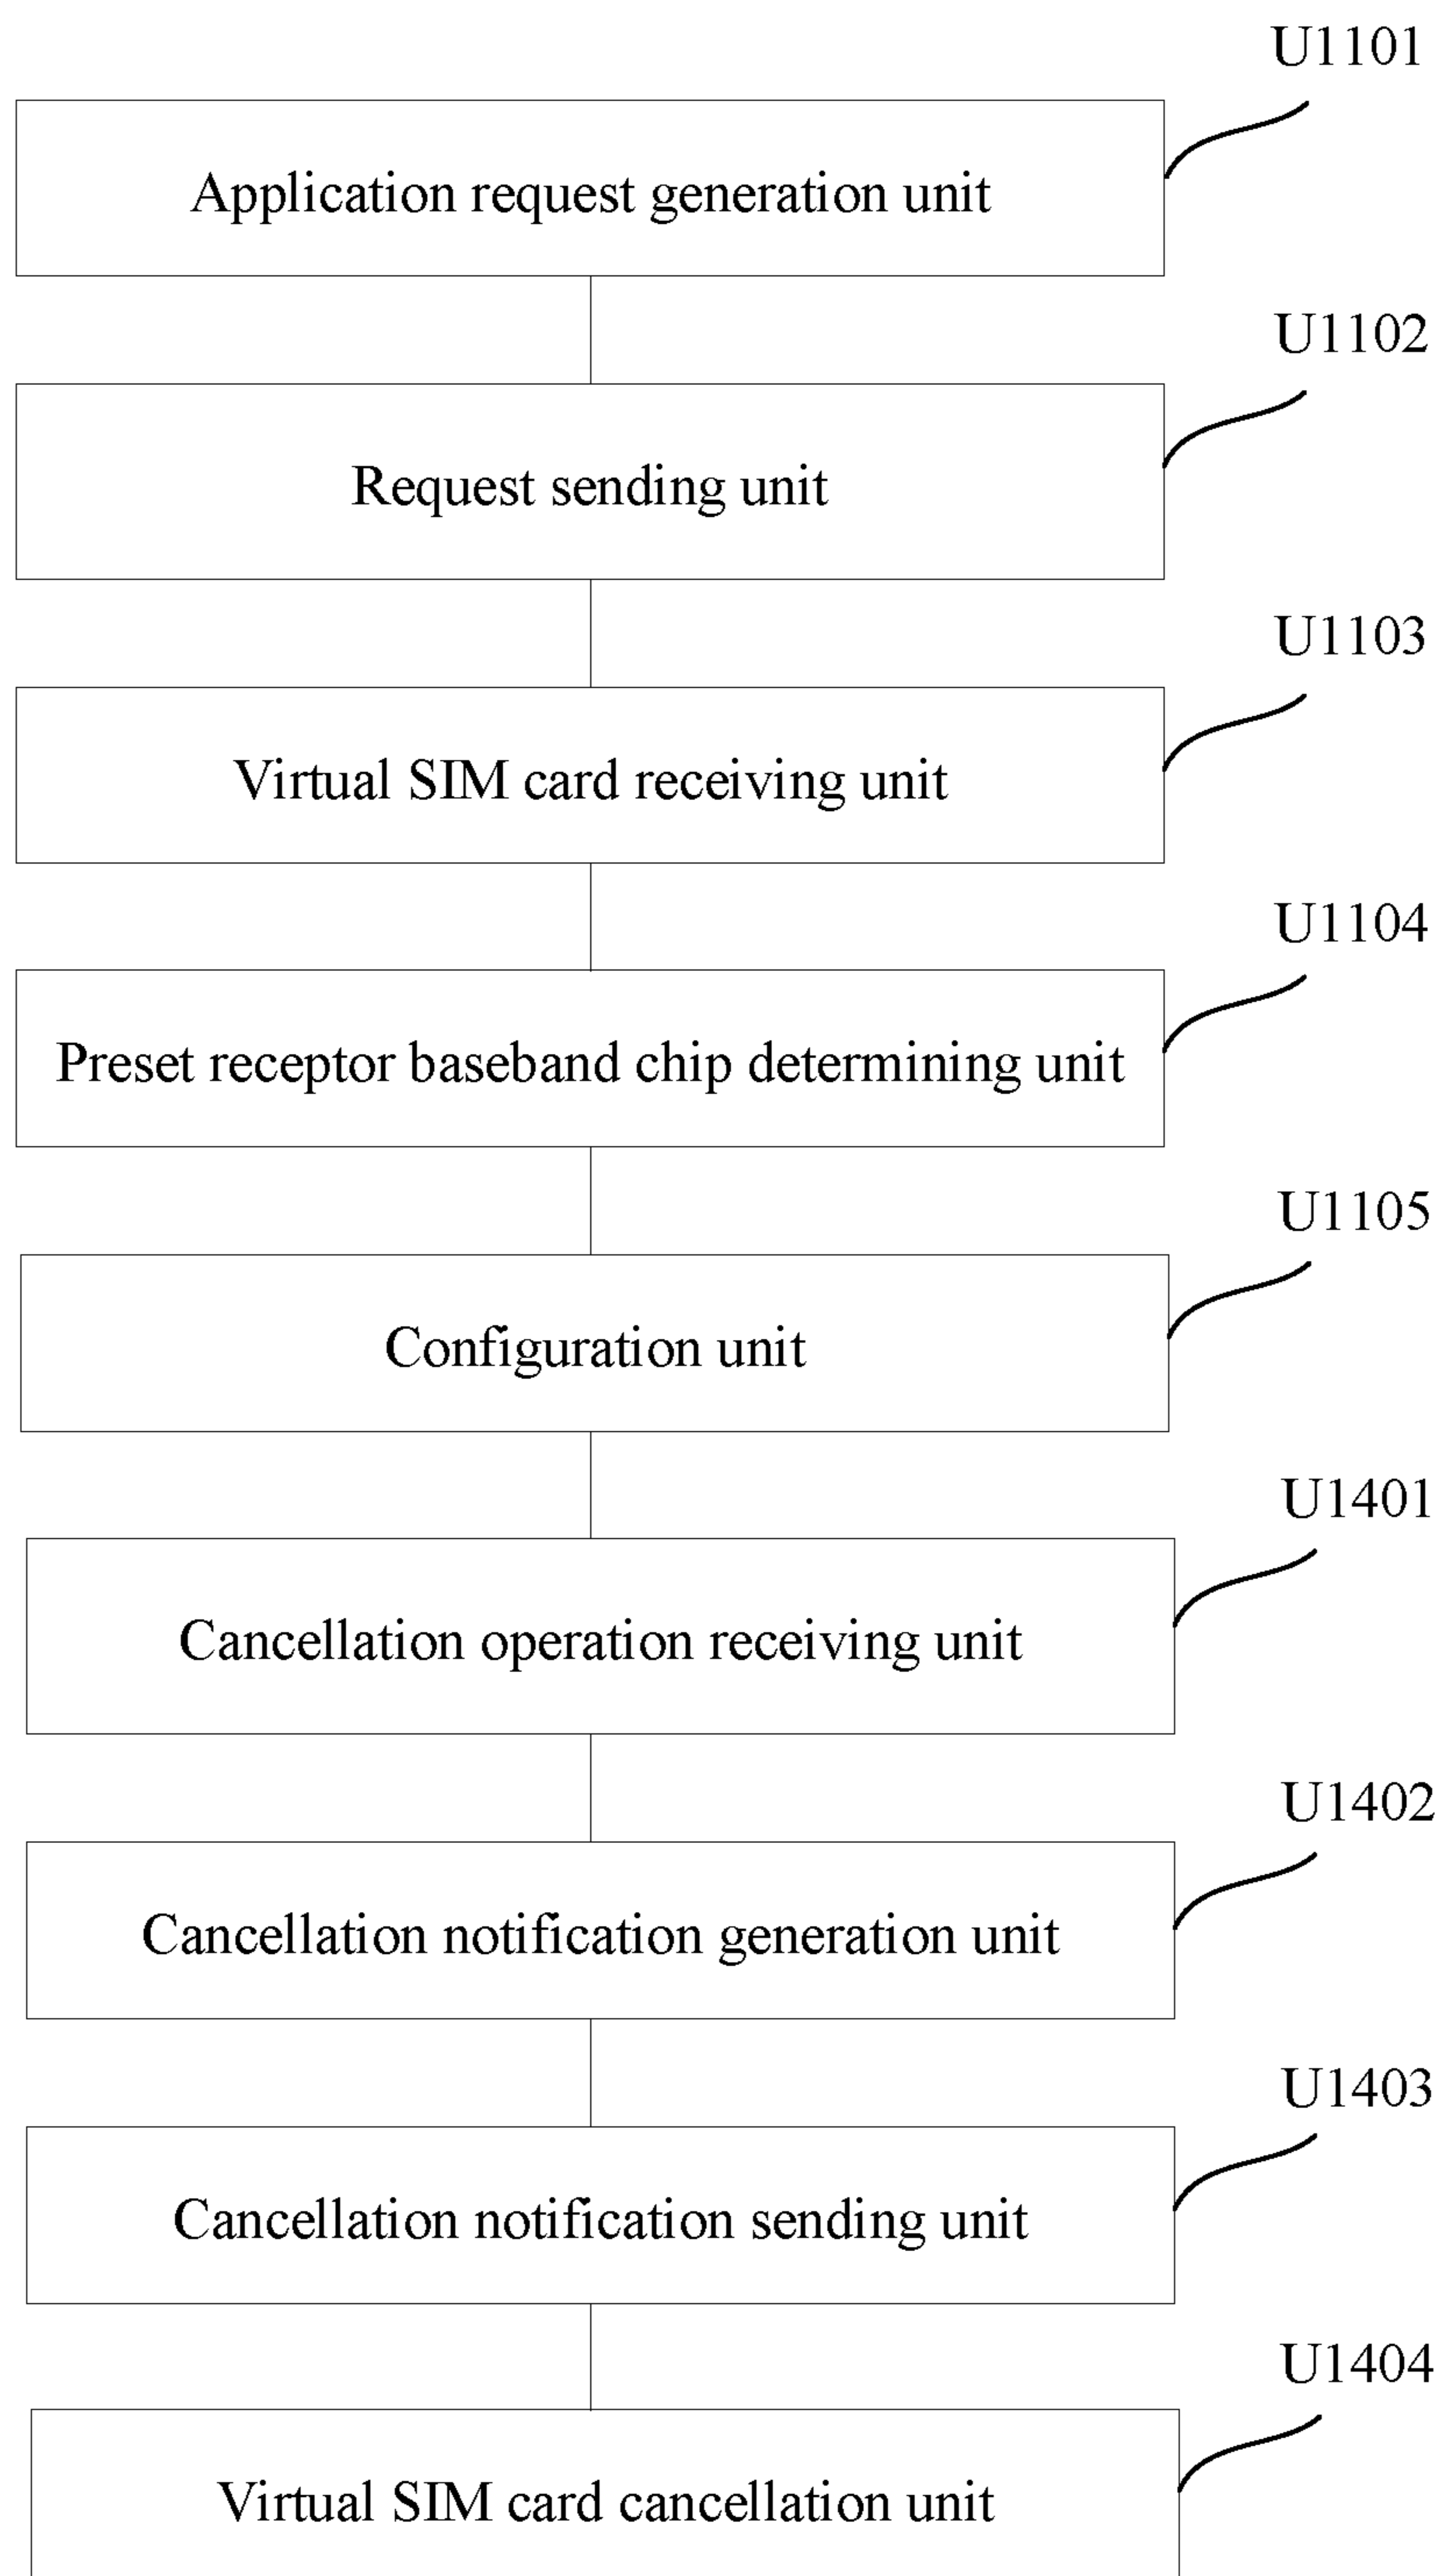 U1101
Application request generation unit
U1102
Request sending unit
U1103
Virtual SIM card receiving unit
U1104
Preset receptor baseband chip determining unit
U1105
Configuration unit
U1401
Cancellation operation receiving unit
U1402
Cancellation notification generation unit
U1403
Cancellation notification sending unit
U1404
Virtual SIM card cancellation unit